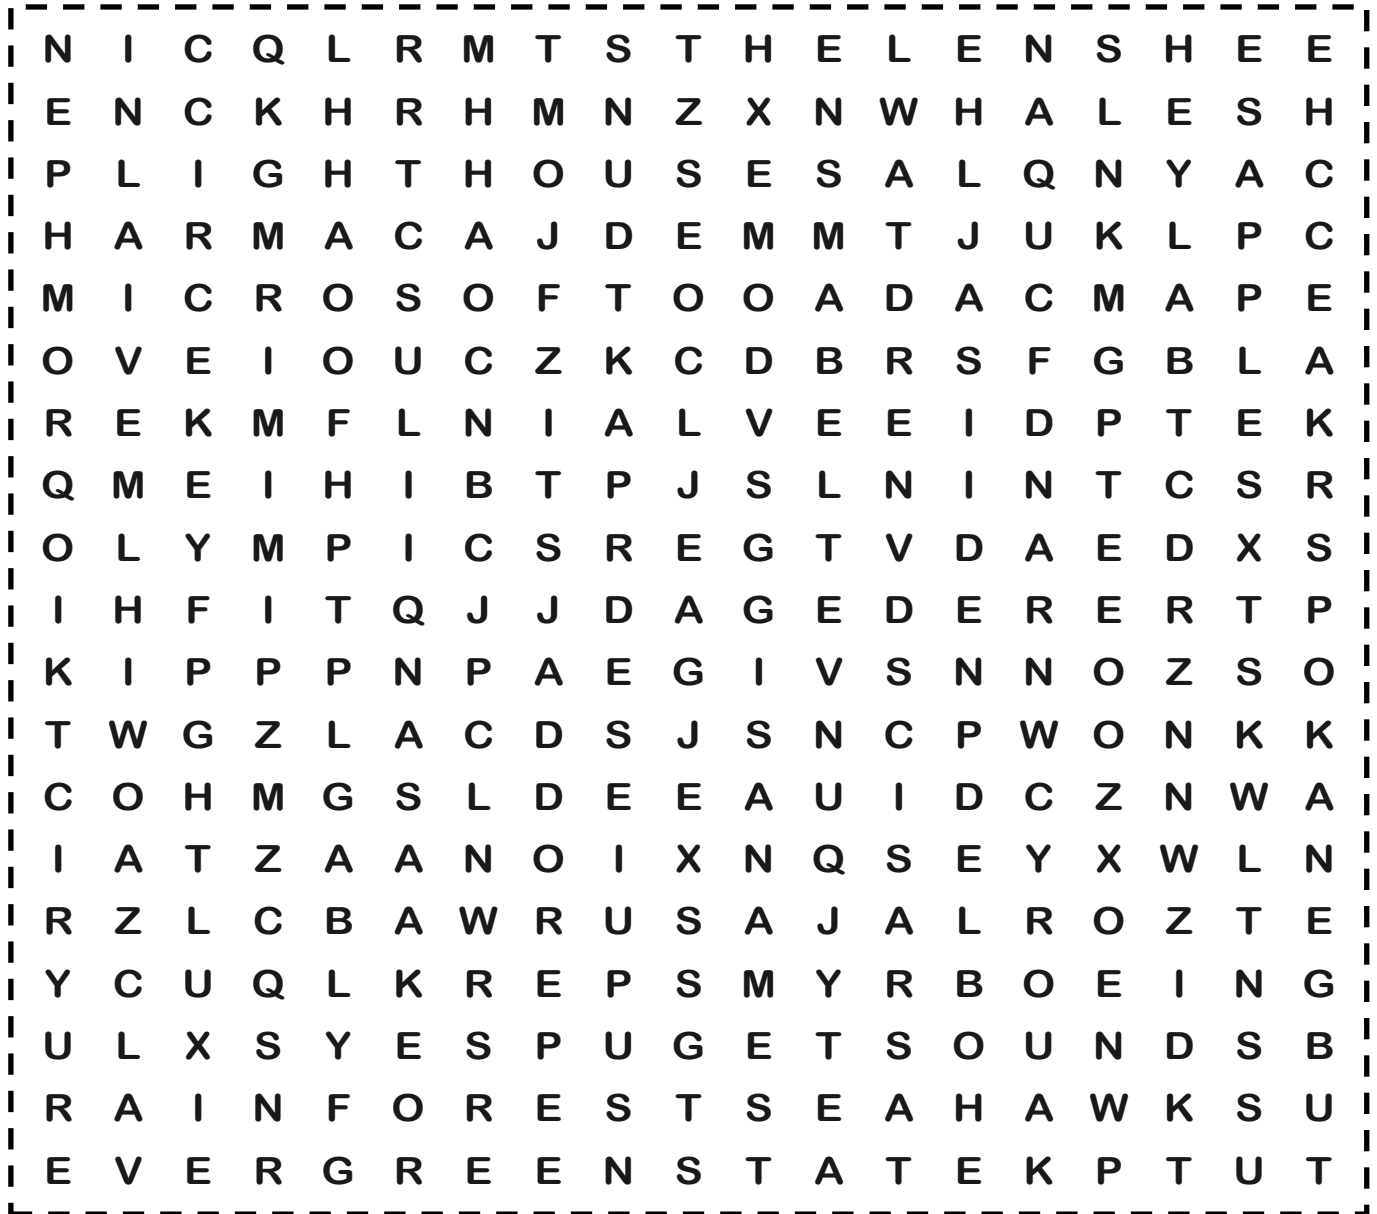 N I C Q L R M T S T H E L E N S H E E
E N C K H R H M N Z X N W H A L E S H
P L I G H T H O U S E S A L Q N Y A C
H A R M A C A J D E M M T J U K L P C
M I C R O S O F T O O A D A C M A P E
O V E I O U C Z K C D B R S F G B L A
R E K M F L N I A L V E E I D P T E K
Q M E I H I B T P J S L N I N T C S R
O L Y M P I C S R E G T V D A E D X S
I H F I T Q J J D A G E D E R E R T P
K I P P P N P A E G I V S N N O Z S O
T W G Z L A C D S J S N C P W O N K K
C O H M G S L D E E A U I D C Z N W A
I A T Z A A N O I X N Q S E Y X W L N
R Z L C B A W R U S A J A L R O Z T E
Y C U Q L K R E P S M Y R B O E I N G
U L X S Y E S P U G E T S O U N D S B
R A I N F O R E S T S E A H A W K S U
E V E R G R E E N S T A T E K P T U T